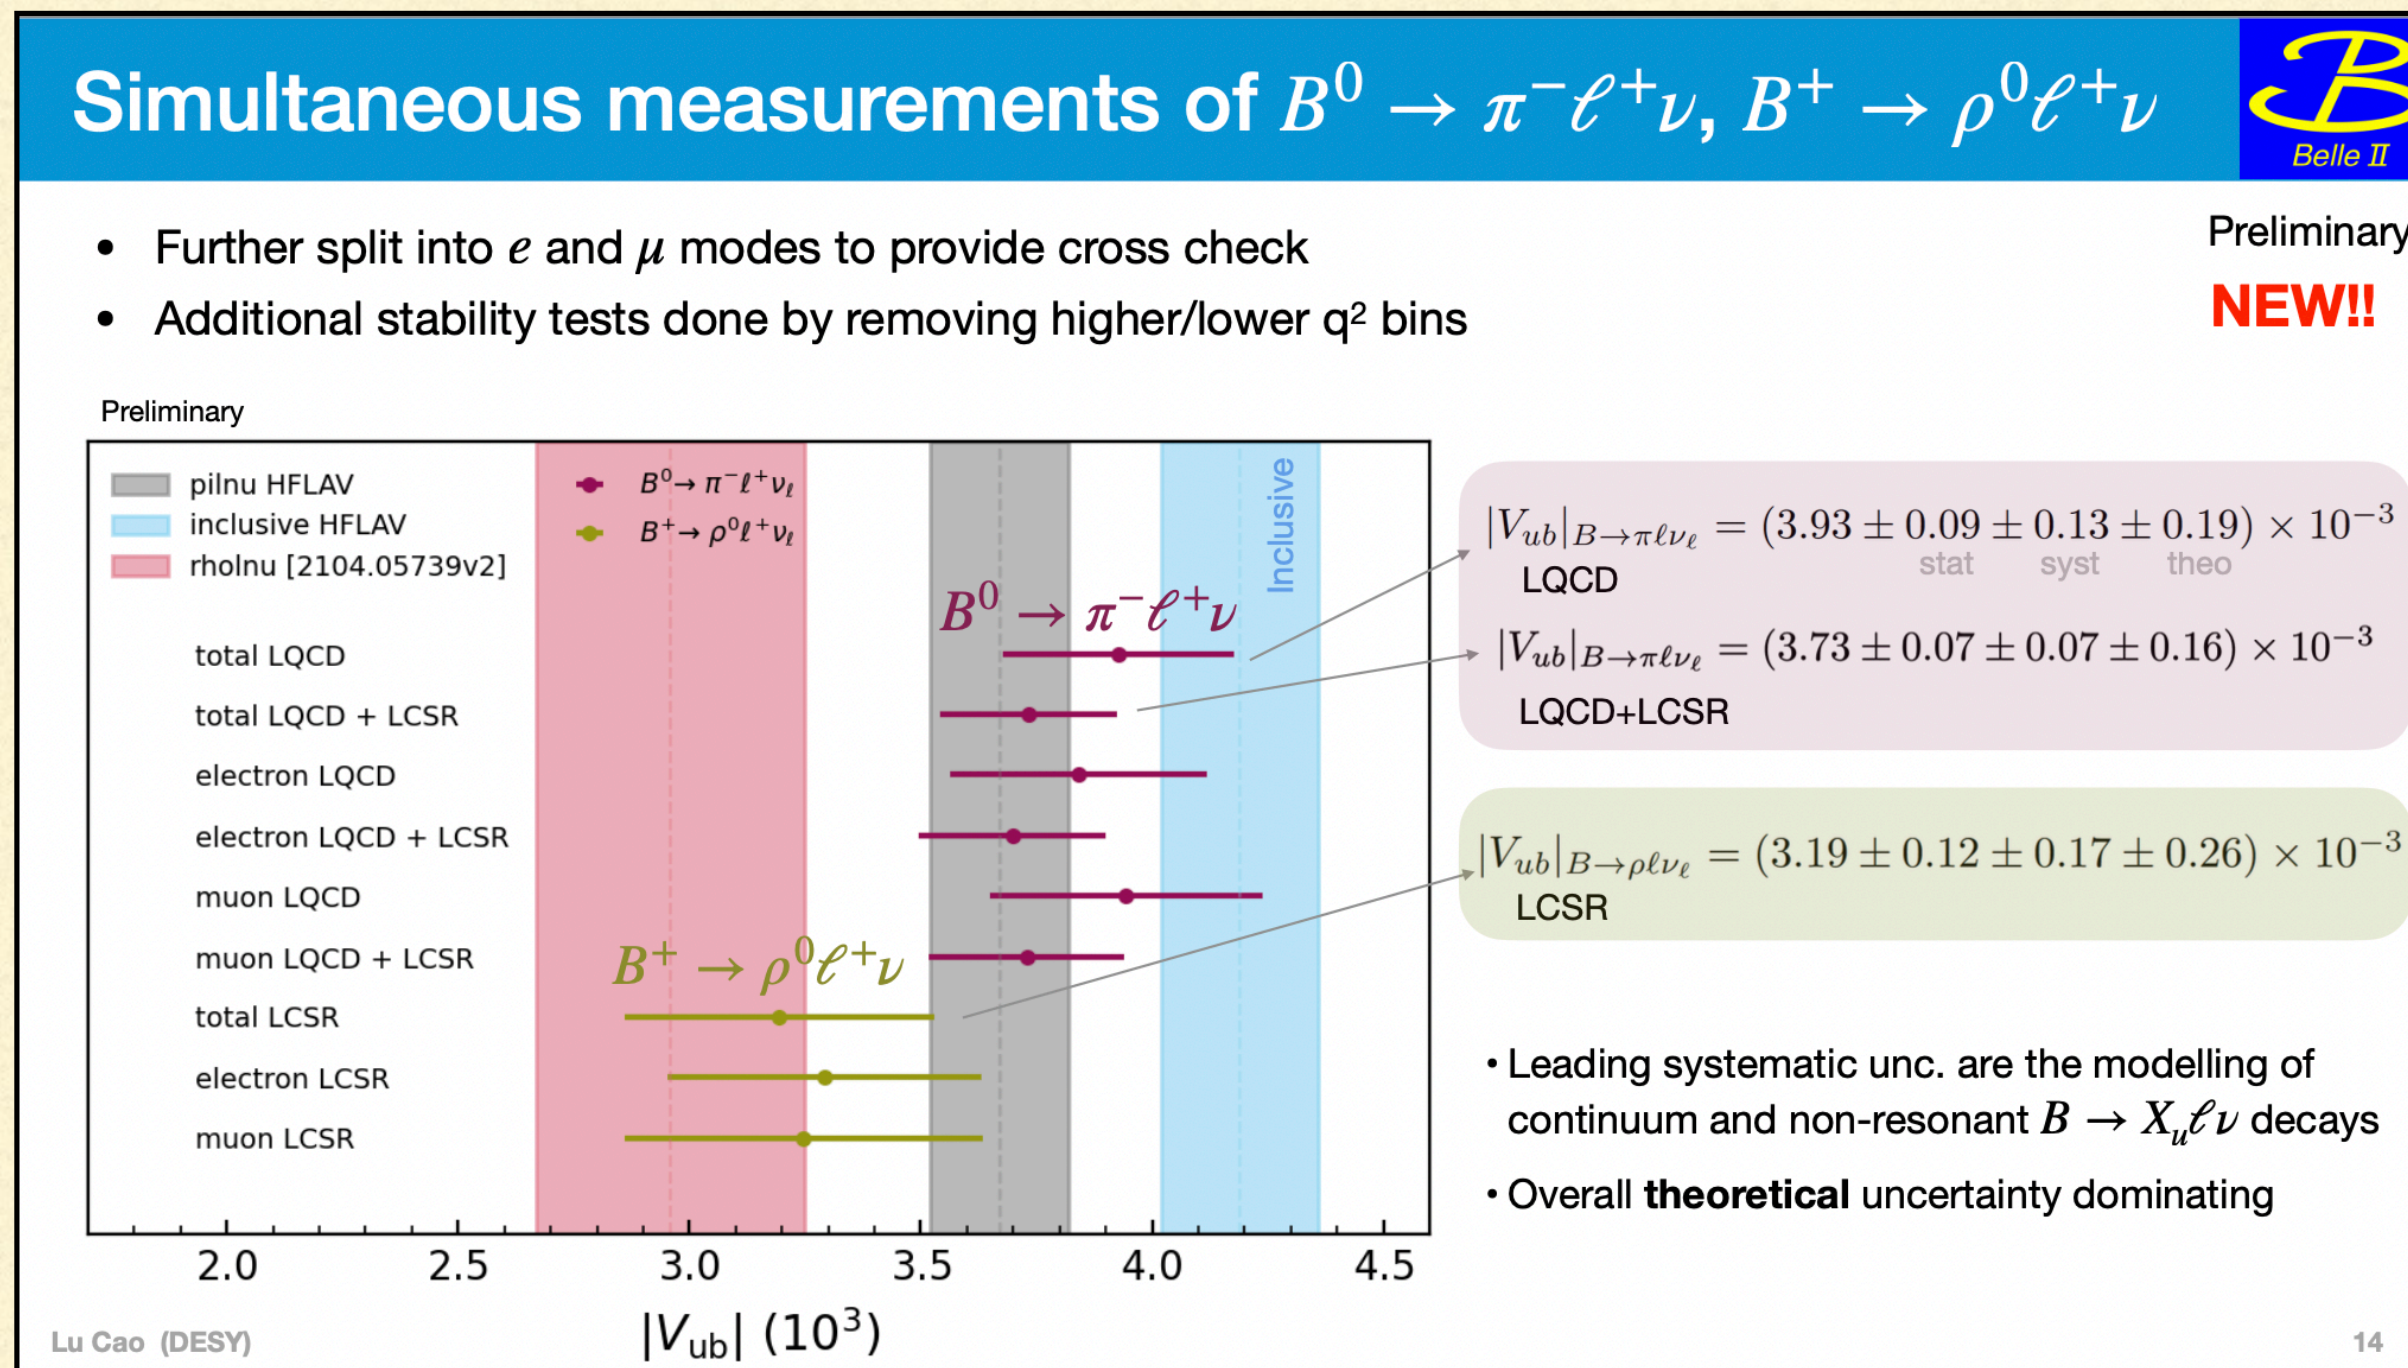 Simultaneous measurements of B⁰ → π⁻ℓ⁺ν, B⁺ → ρ⁰ℓ⁺ν
Belle II
• Further split into e and μ modes to provide cross check
• Additional stability tests done by removing higher/lower q² bins
Preliminary
NEW!!
Preliminary
pilnu HFLAV
inclusive HFLAV
rholnu [2104.05739v2]
B⁰→ π⁻ℓ⁺νℓ
B⁺→ ρ⁰ℓ⁺νℓ
Inclusive
B⁰ → π⁻ℓ⁺ν
total LQCD
total LQCD + LCSR
electron LQCD
electron LQCD + LCSR
muon LQCD
muon LQCD + LCSR
B⁺ → ρ⁰ℓ⁺ν
total LCSR
electron LCSR
muon LCSR
2.0 2.5 3.0 3.5 4.0 4.5
|Vub| (10³)
|Vub|B→πℓνℓ = (3.93 ± 0.09 ± 0.13 ± 0.19) × 10⁻³
stat syst theo
LQCD
|Vub|B→πℓνℓ = (3.73 ± 0.07 ± 0.07 ± 0.16) × 10⁻³
LQCD+LCSR
|Vub|B→ρℓνℓ = (3.19 ± 0.12 ± 0.17 ± 0.26) × 10⁻³
LCSR
• Leading systematic unc. are the modelling of
continuum and non-resonant B → Xuℓν decays
• Overall theoretical uncertainty dominating
Lu Cao (DESY)
14